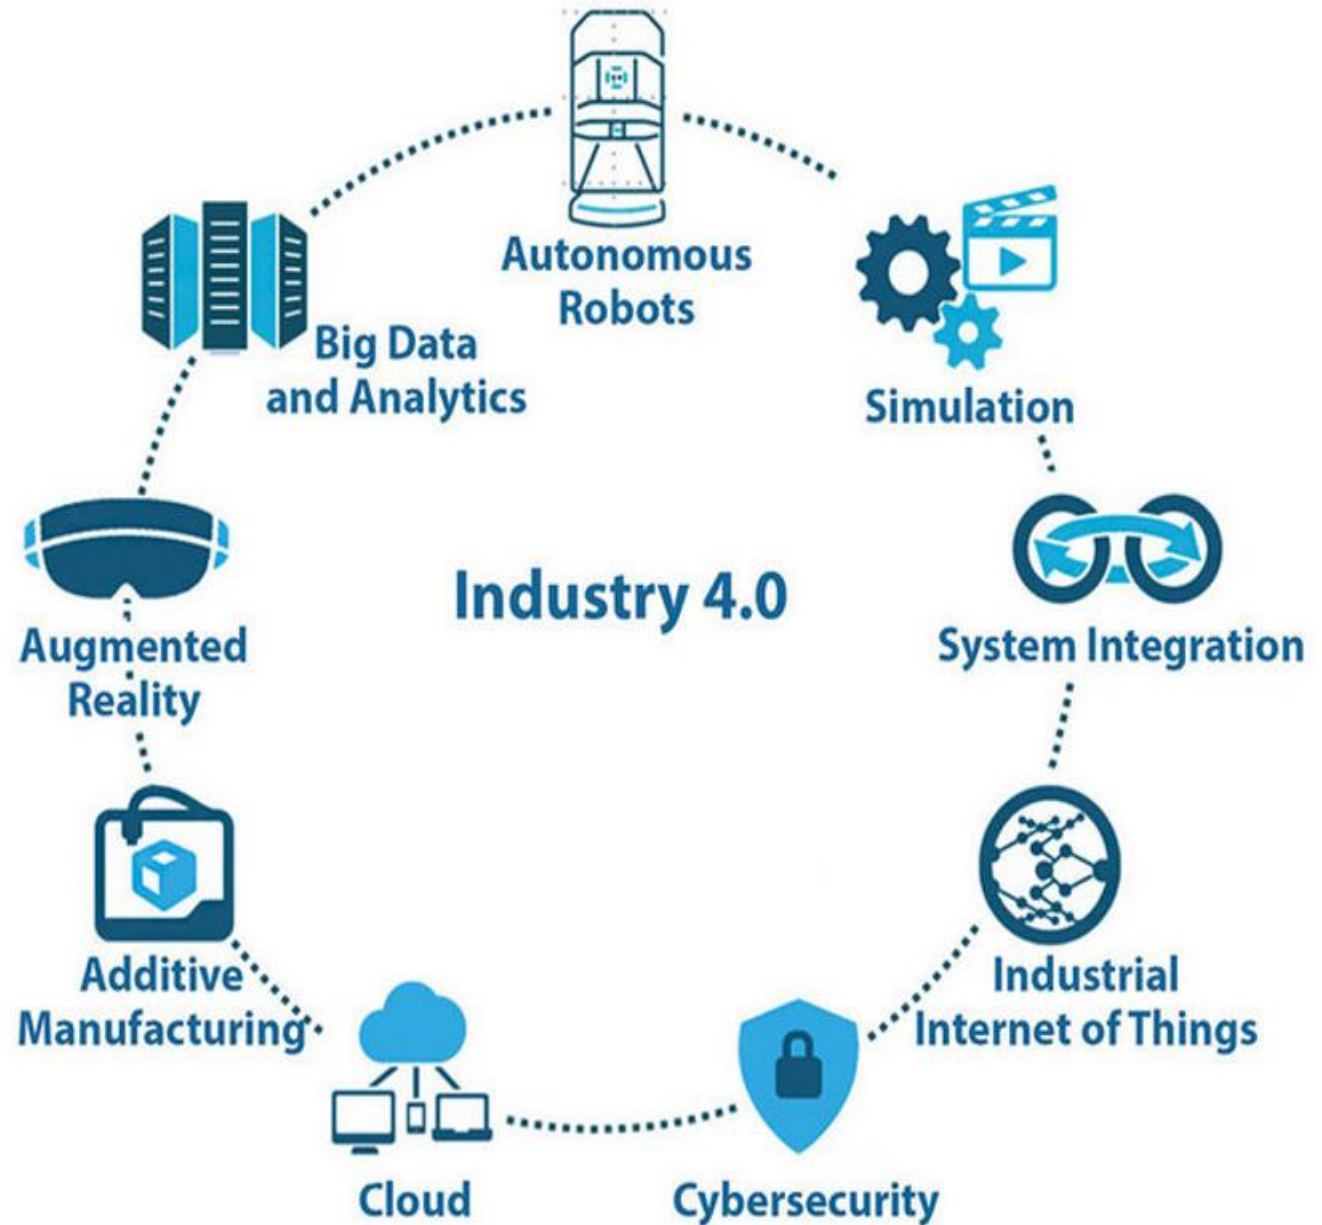 Autonomous
Robots
Simulation
System Integration
Industrial
Internet of Things
Cybersecurity
Cloud
Additive
Manufacturing
Augmented
Reality
Big Data
and Analytics
Industry 4.0